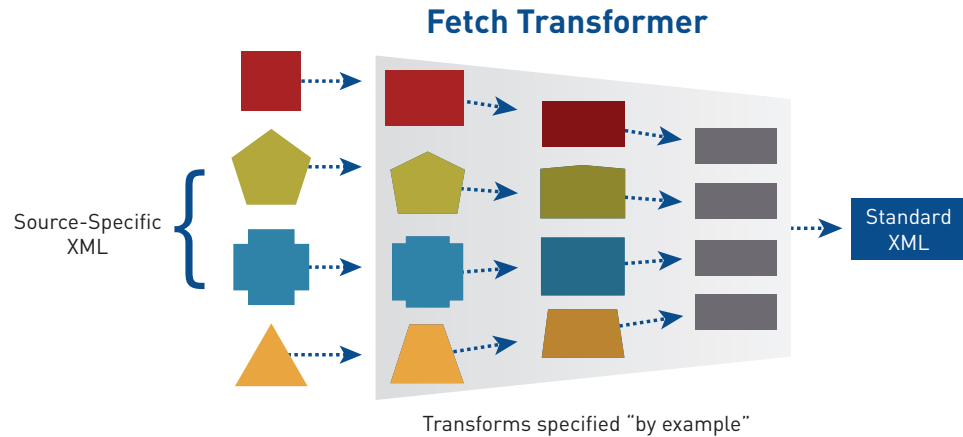 Fetch Transformer
Source-Specific
XML
Standard
XML
Transforms specified “by example”